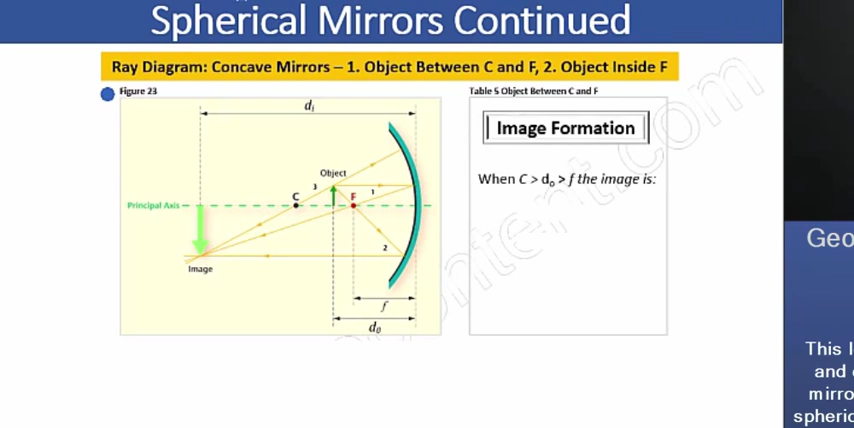 Spherical Mirrors Continued
Ray Diagram: Concave Mirrors – 1. Object Between C and F, 2. Object Inside F
Figure 23
dᵢ
Object
3
1
C
F
Principal Axis
2
Image
f
d₀
Table 5 Object Between C and F
Image Formation
When C > dₒ > f the image is:
Geo
This l
and
mirro
spheric